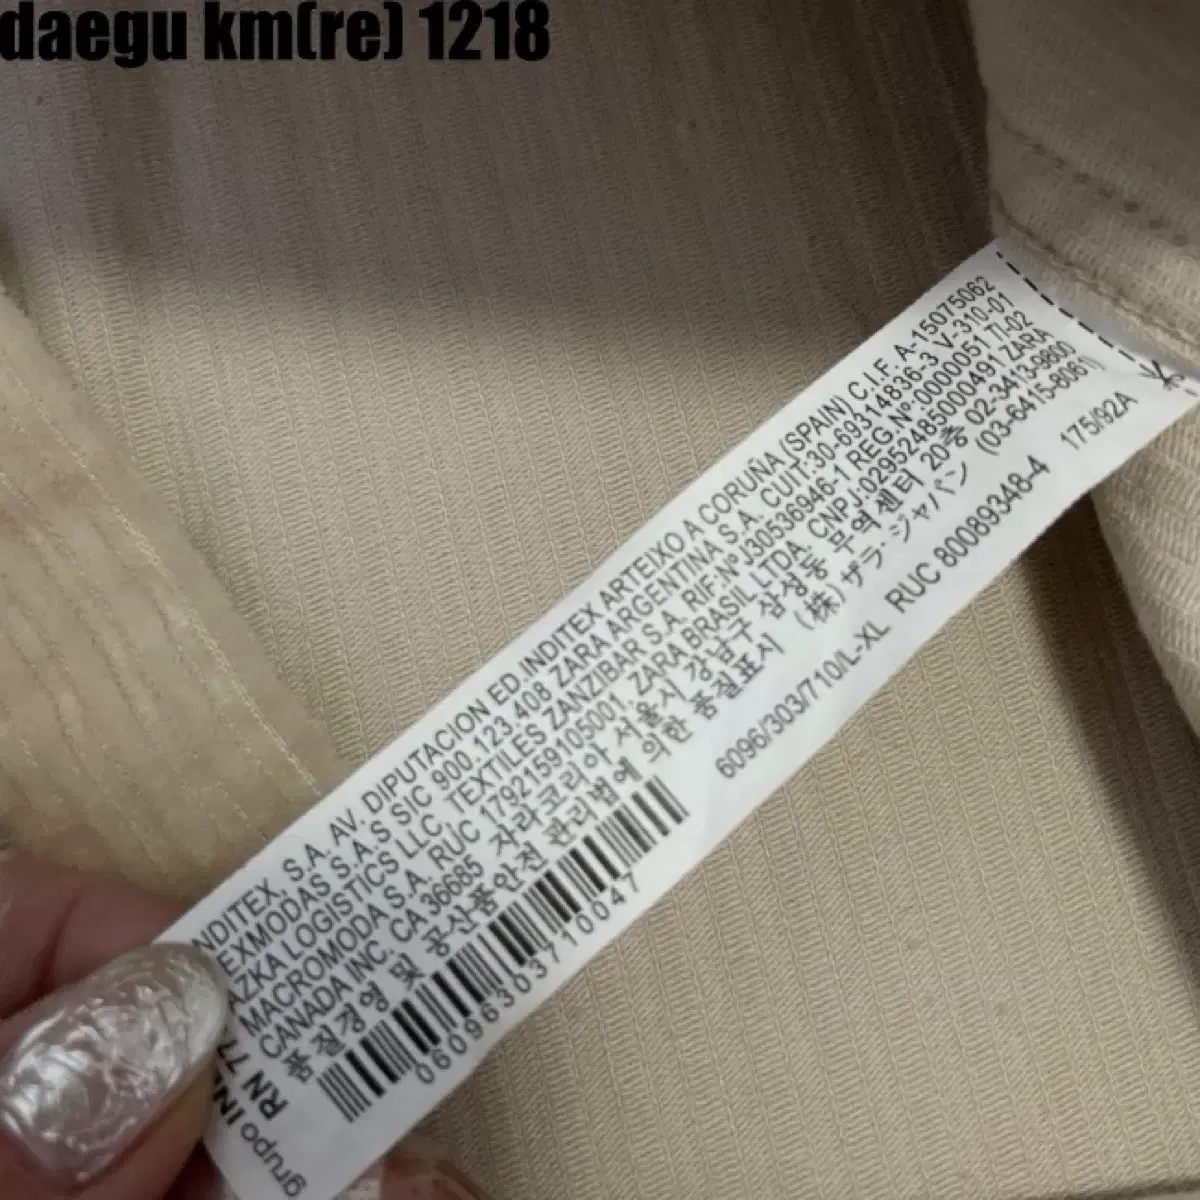 daegu km(re) 1218
INDITEX, S.A. AV. DIPUTACION ED.INDITEX ARTEIXO A CORUÑA (SPAIN) C.I.F. A-15075062
EXMODAS S.A.S SIC 900.123.408 ZARA ARGENTINA S.A. CUIT:30-69314836-3 V-310-01
AZKA LOGISTICS LLC, TEXTILES ZANZIBAR S.A. RIF:NºJ30536946-1 REG.Nº:0000051 TI-02
MACROMODA S.A. RUC 1792159105001, ZARA BRASIL LTDA. CNPJ:02952485000491 ZARA
CANADA INC. CA 36685 자라코리아 서울시 강남구 삼성동 무역센터 20층 02-3413-9800
품질경영 및 공산품안전 관리법에 의한 품질표시 (株) ザラ・ジャパン (03-6415-8061)
6096/303/710/L-XL RUC 80089348-4 175/92A
06096303710047
RN 77
grupo IN